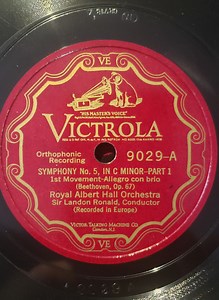 VE
"HIS MASTER'S VOICE"
VICTROLA
Orthophonic
Recording
9029-A
SYMPHONY No. 5, IN C MINOR-PART 1
1st Movement-Allegro con brio
(Beethoven, Op. 67)
Royal Albert Hall Orchestra
Sir Landon Ronald, Conductor
(Recorded in Europe)
VICTOR TALKING MACHINE CO.
Camden, N.J.
VE